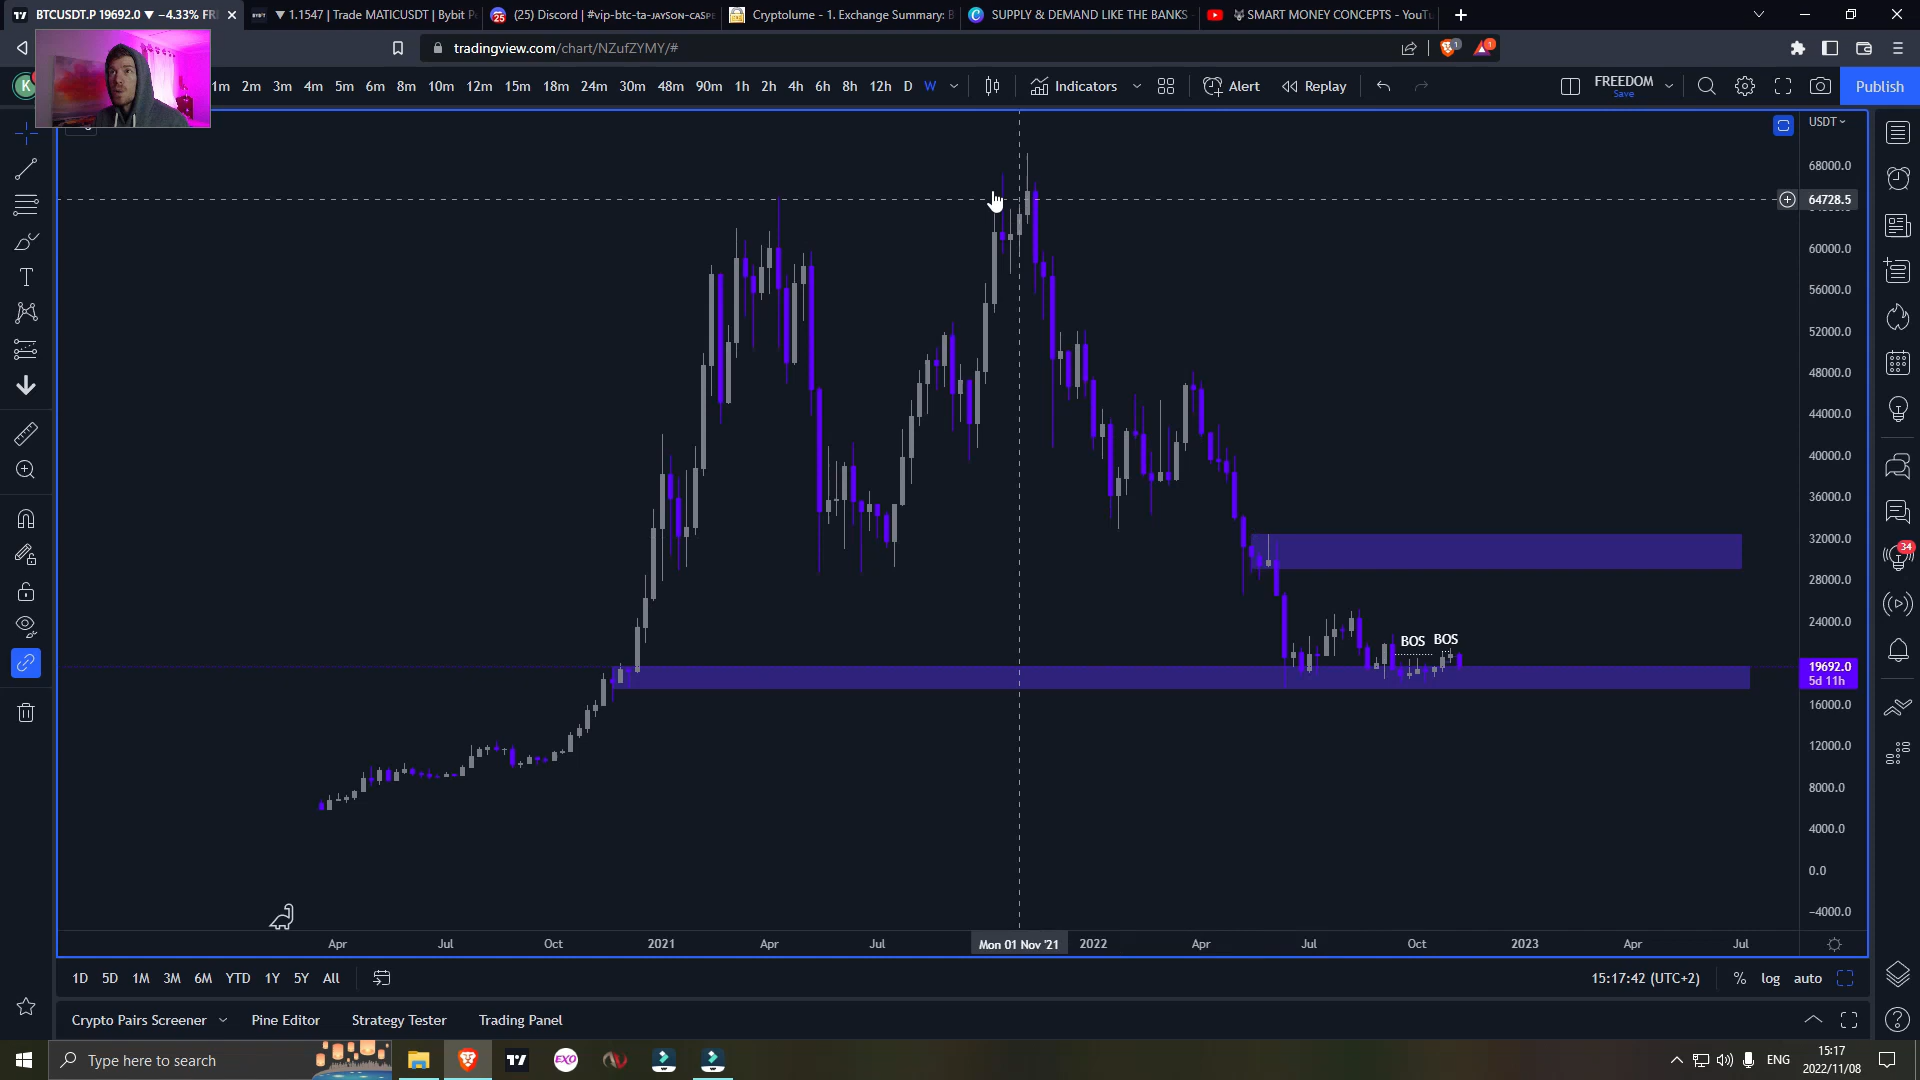 BTCUSDT.P 19692.0 ▼ −4.33% FR
▼ 1.1547 | Trade MATICUSDT | Bybit P
(25) Discord | #vip-btc-ta-JAYSON-CASPE
Cryptolume - 1. Exchange Summary: B
SUPPLY & DEMAND LIKE THE BANKS -
SMART MONEY CONCEPTS - YouTu
tradingview.com/chart/NZufZYMY/#
1
1
K
1m 2m 3m 4m 5m 6m 8m 10m 12m 15m 18m 24m 30m 48m 90m 1h 2h 4h 6h 8h 12h D W
Indicators
Alert
Replay
FREEDOM
Save
Publish
USDT
68000.0
64728.5
60000.0
56000.0
52000.0
48000.0
44000.0
40000.0
36000.0
32000.0
28000.0
24000.0
BOS BOS
19692.0
5d 11h
16000.0
12000.0
8000.0
4000.0
0.0
−4000.0
34
Apr Jul Oct 2021 Apr Jul Mon 01 Nov '21 2022 Apr Jul Oct 2023 Apr Jul
1D 5D 1M 3M 6M YTD 1Y 5Y All
15:17:42 (UTC+2) % log auto
Crypto Pairs Screener Pine Editor Strategy Tester Trading Panel
Type here to search
EXO
ENG
15:17
2022/11/08